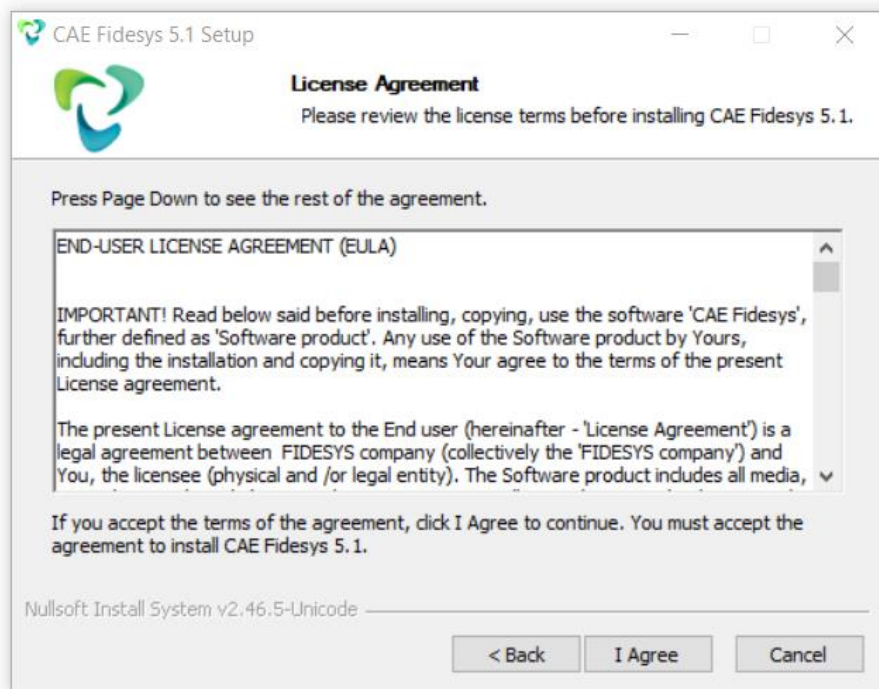 CAE Fidesys 5.1 Setup
License Agreement
Please review the license terms before installing CAE Fidesys 5.1.
Press Page Down to see the rest of the agreement.
END-USER LICENSE AGREEMENT (EULA)
IMPORTANT! Read below said before installing, copying, use the software 'CAE Fidesys',
further defined as 'Software product'. Any use of the Software product by Yours,
including the installation and copying it, means Your agree to the terms of the present
License agreement.
The present License agreement to the End user (hereinafter - 'License Agreement') is a
legal agreement between FIDESYS company (collectively the 'FIDESYS company') and
You, the licensee (physical and /or legal entity). The Software product includes all media,
If you accept the terms of the agreement, click I Agree to continue. You must accept the
agreement to install CAE Fidesys 5.1.
Nullsoft Install System v2.46.5-Unicode
< Back
I Agree
Cancel